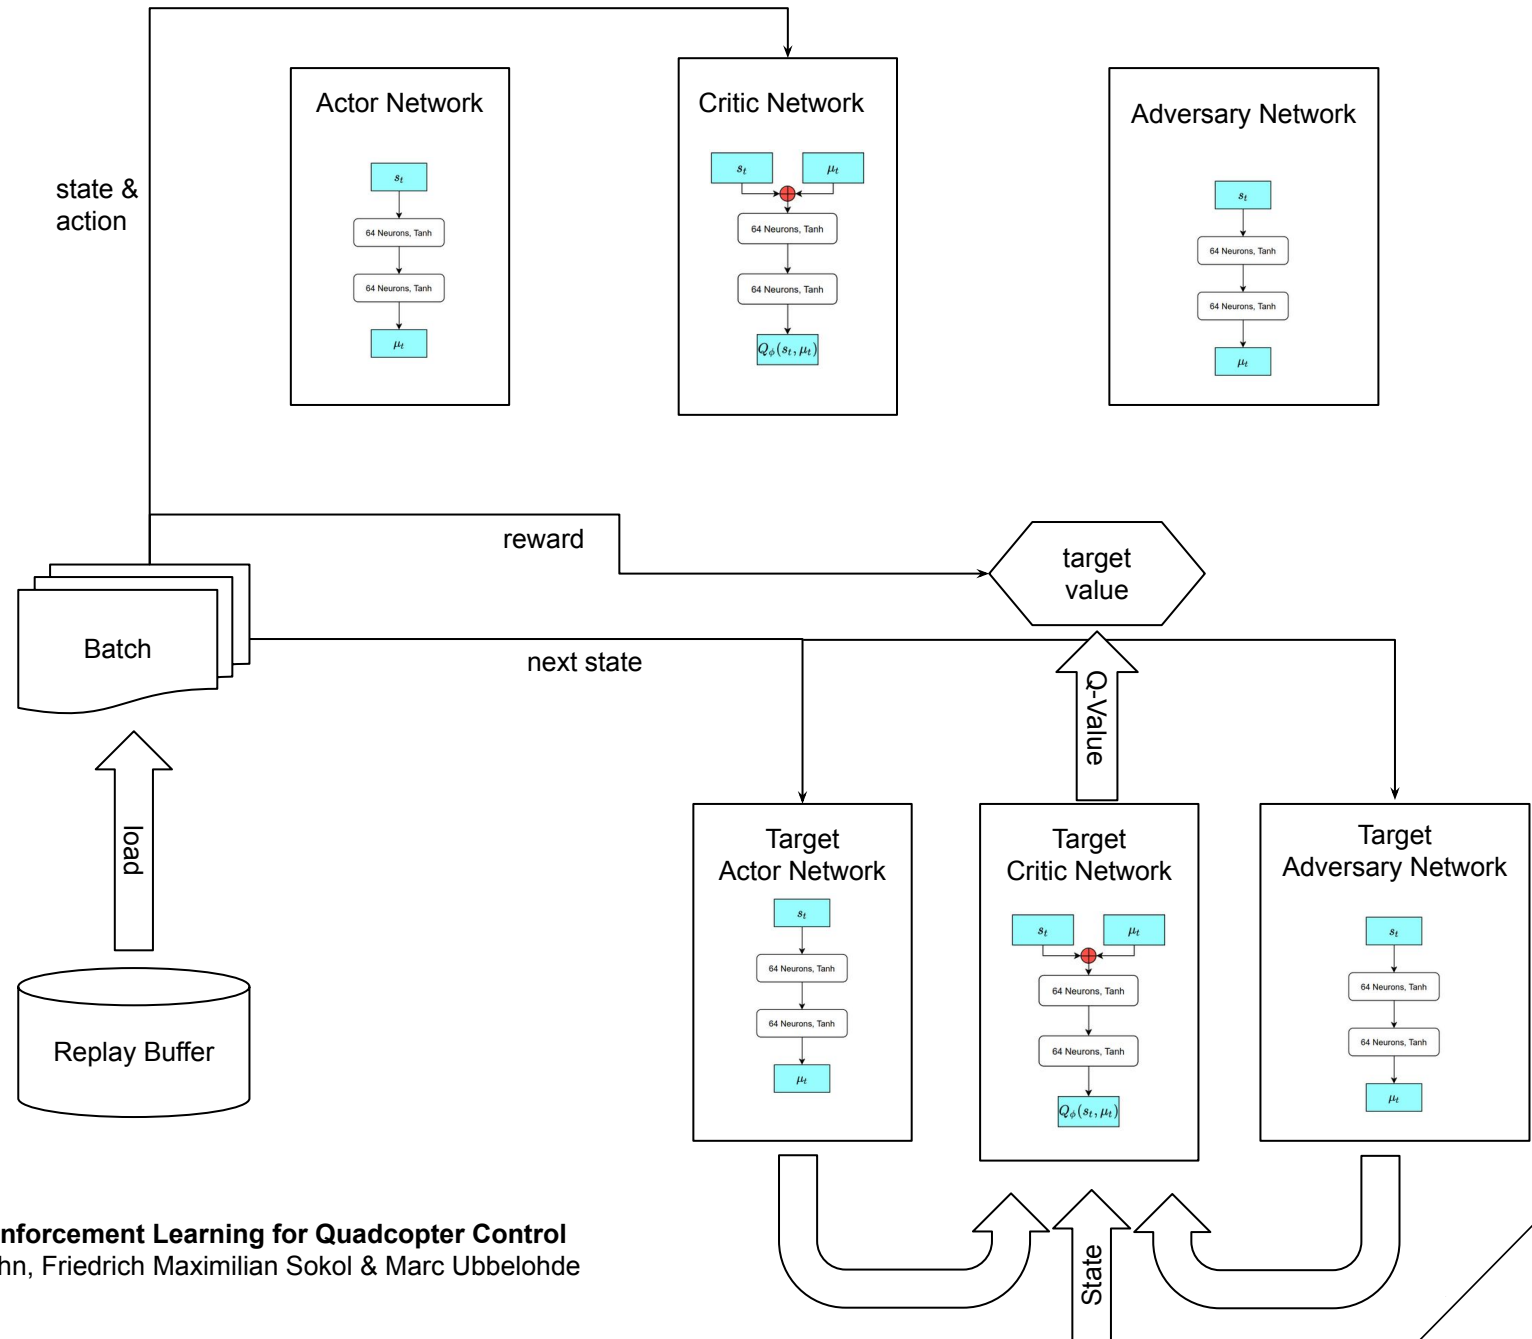 Actor Network
Critic Network
Adversary Network
state &
action
s_t
64 Neurons, Tanh
64 Neurons, Tanh
μ_t
s_t
μ_t
64 Neurons, Tanh
64 Neurons, Tanh
Q_ϕ(s_t, μ_t)
s_t
64 Neurons, Tanh
64 Neurons, Tanh
μ_t
reward
target
value
Batch
next state
Q-Value
load
Replay Buffer
Target
Actor Network
s_t
64 Neurons, Tanh
64 Neurons, Tanh
μ_t
Target
Critic Network
s_t
μ_t
64 Neurons, Tanh
64 Neurons, Tanh
Q_ϕ(s_t, μ_t)
Target
Adversary Network
s_t
64 Neurons, Tanh
64 Neurons, Tanh
μ_t
State
nforcement Learning for Quadcopter Control
hn, Friedrich Maximilian Sokol & Marc Ubbelohde